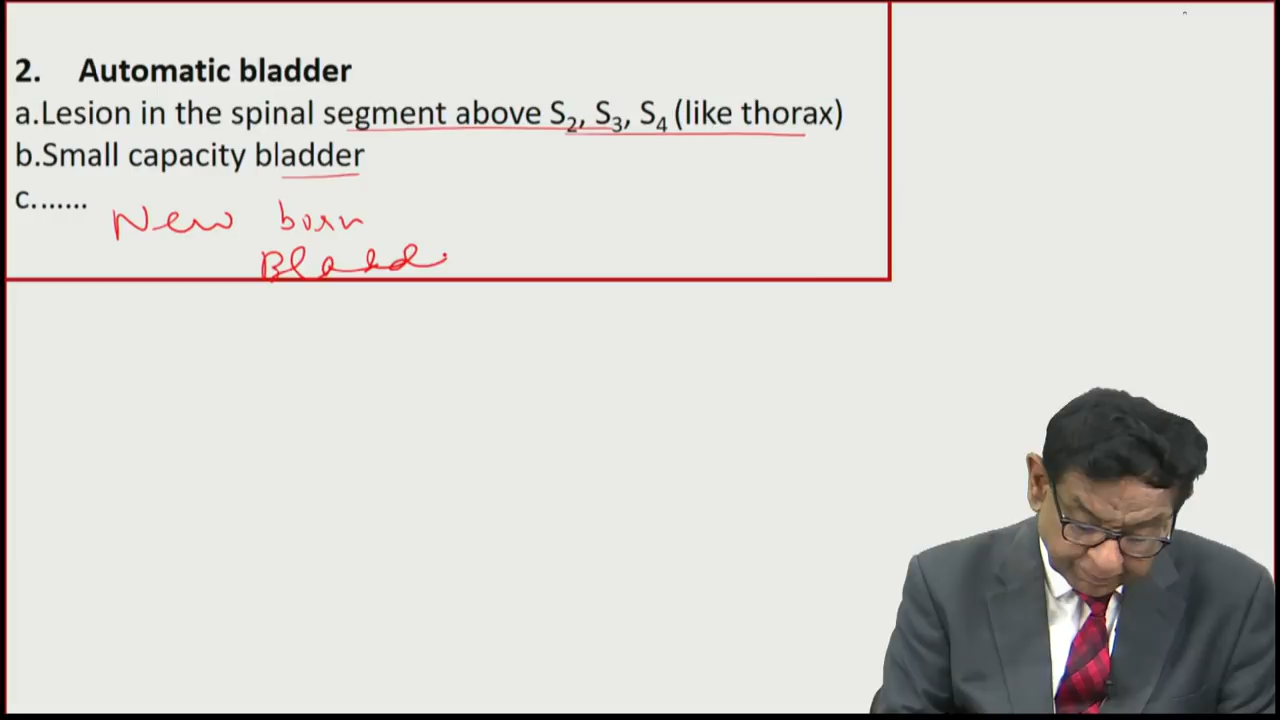 2. Automatic bladder
a.Lesion in the spinal segment above S₂, S₃, S₄ (like thorax)
b.Small capacity bladder
c.......
New born